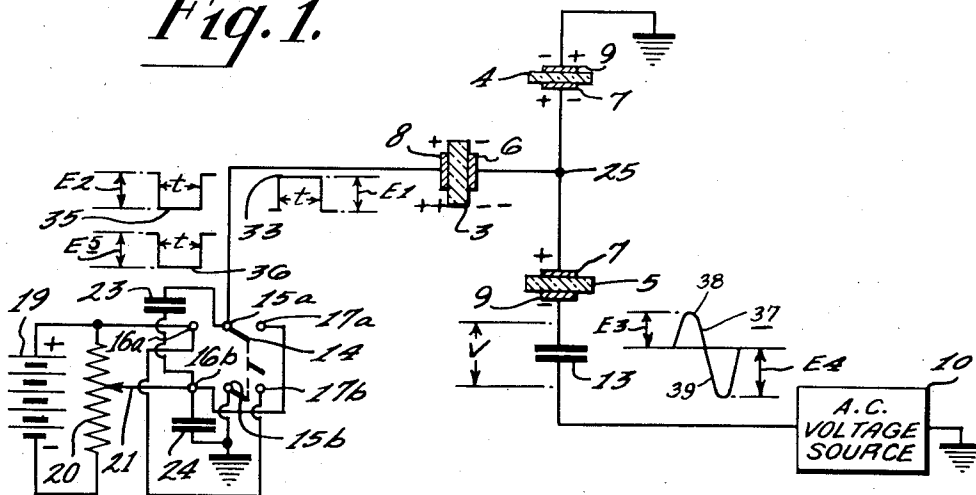 Fig. 1.
- + 9
4
+ - 7
8 + - 6
25
E2 t
35
33 t E1
++ --
3
E5 t
36
+ 7
5
9 -
38
37
E3
39
E4
V
13
19 +
23
15a 17a
16a
14
16b
17b
15b
20 21 24
-
10
A.C.
VOLTAGE
SOURCE